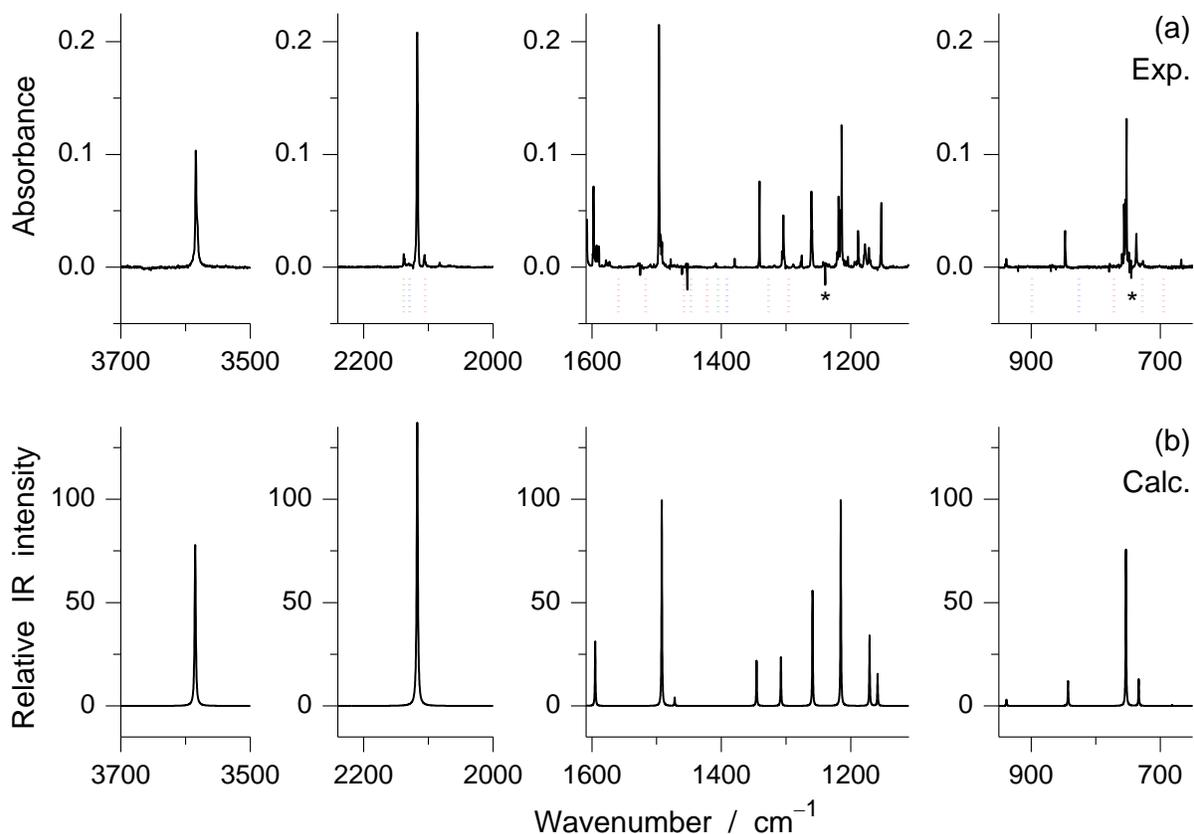 (a)
Exp.
Absorbance
0.2 0.2 0.2 0.2
0.1 0.1 0.1 0.1
0.0 0.0 0.0 0.0
* *
3700 3500 2200 2000 1600 1400 1200 900 700
(b)
Calc.
Relative IR intensity
100 100 100 100
50 50 50 50
0 0 0 0
3700 3500 2200 2000 1600 1400 1200 900 700
Wavenumber / cm⁻¹